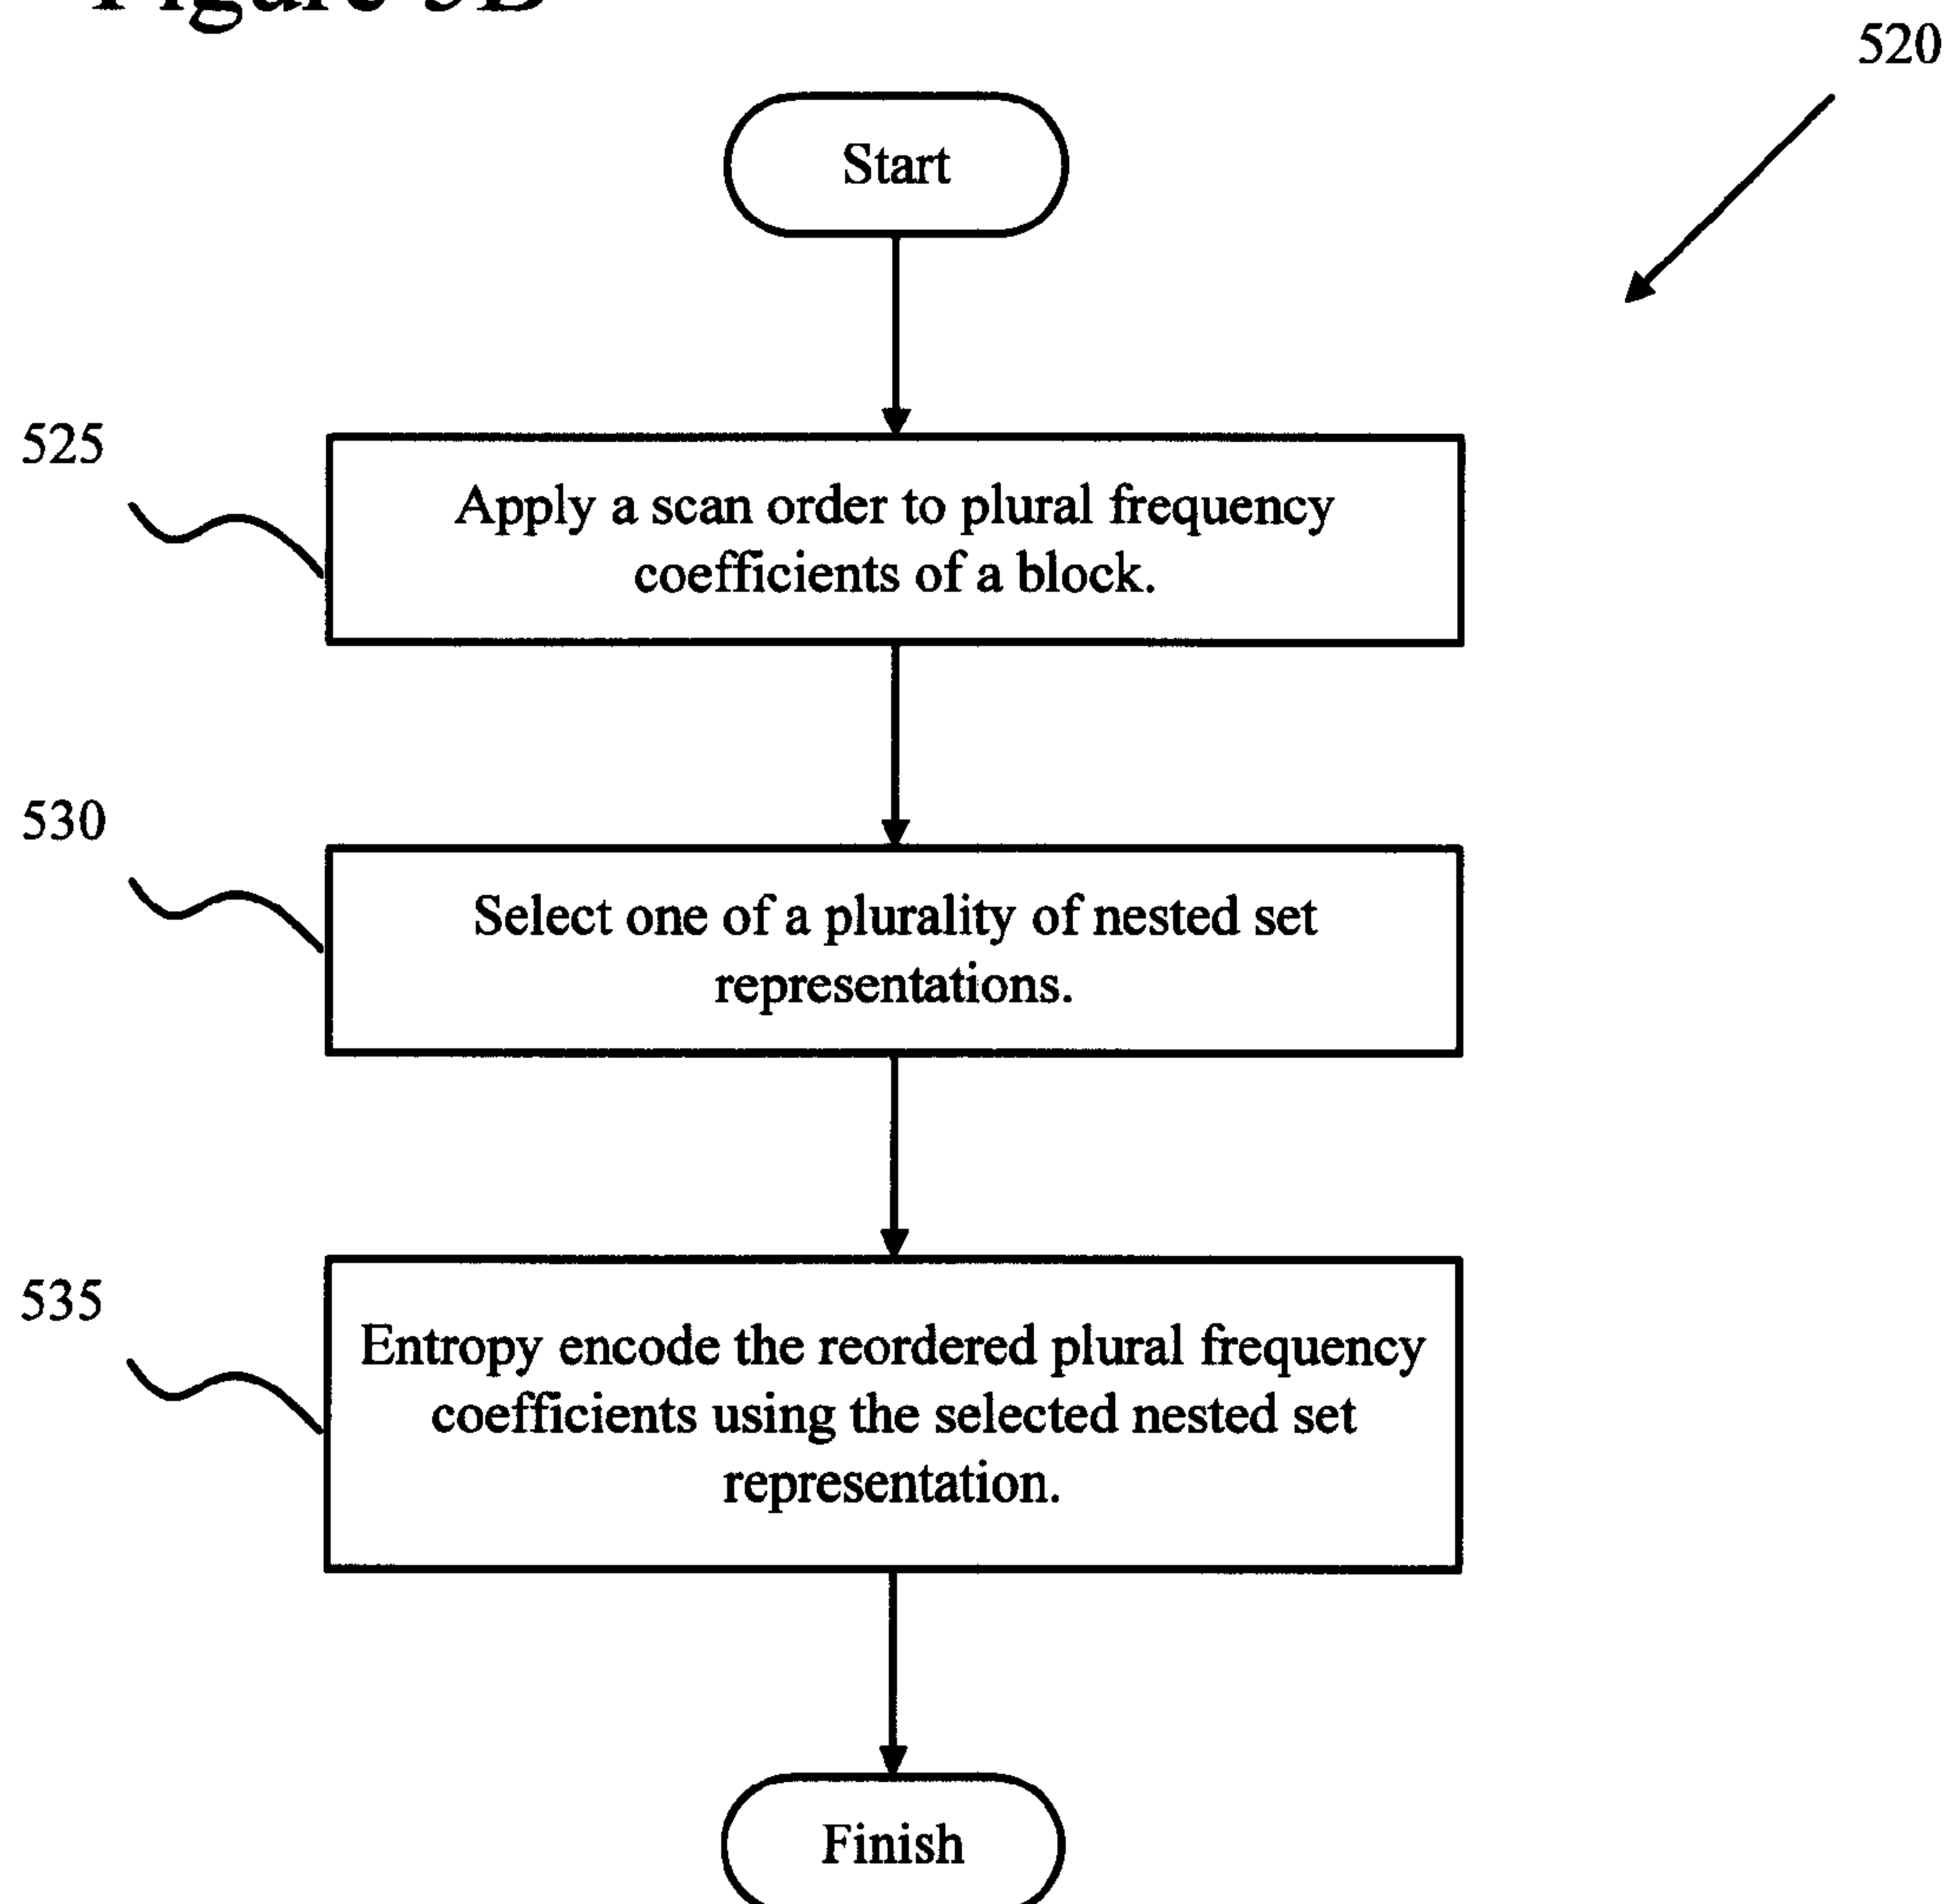 520
Start
525
Apply a scan order to plural frequency
coefficients of a block.
530
Select one of a plurality of nested set
representations.
535
Entropy encode the reordered plural frequency
coefficients using the selected nested set
representation.
Finish